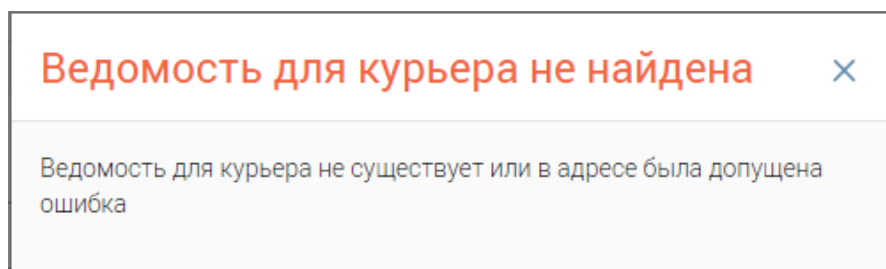 Ведомость для курьера не найдена
Ведомость для курьера не существует или в адресе была допущена
ошибка